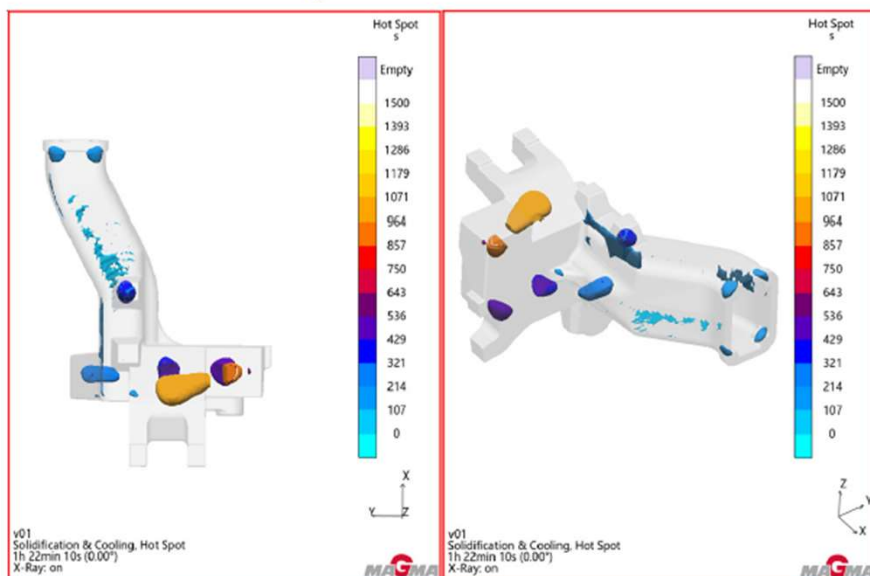 Hot Spot
s
Empty
1500
1393
1286
1179
1071
964
857
750
643
536
429
321
214
107
0
X
Y
Z
v01
Solidification & Cooling, Hot Spot
1h 22min 10s (0.00°)
X-Ray: on
MAGMA
Hot Spot
s
Empty
1500
1393
1286
1179
1071
964
857
750
643
536
429
321
214
107
0
Z
Y
X
v01
Solidification & Cooling, Hot Spot
1h 22min 10s (0.00°)
X-Ray: on
MAGMA